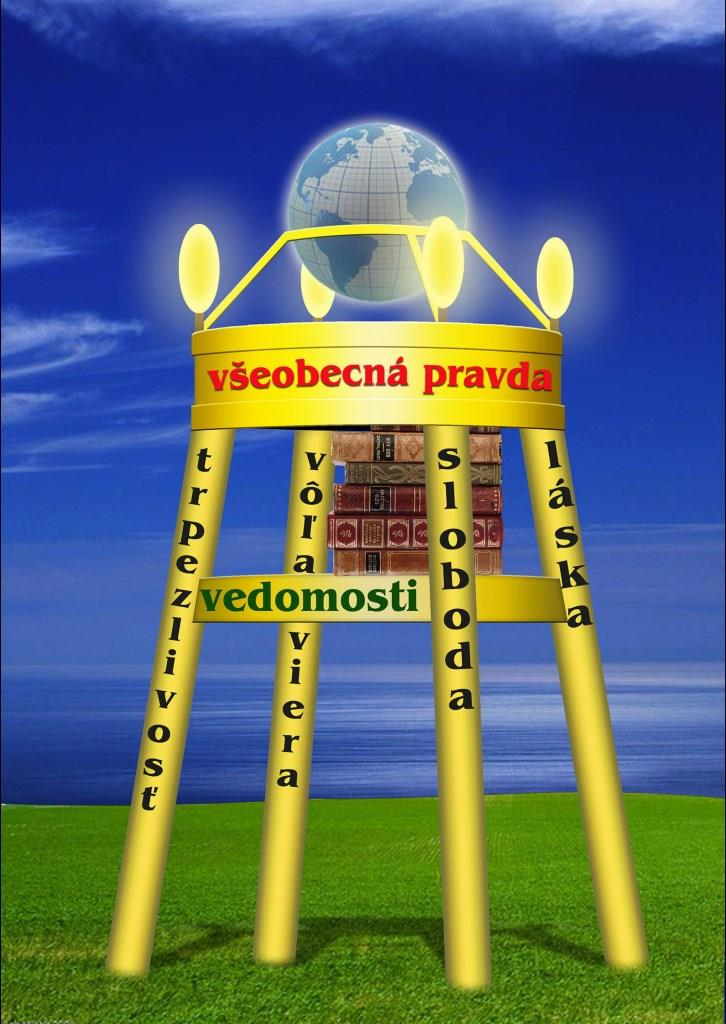 všeobecná pravda
trpezlivosť
vôľa viera
sloboda
láska
vedomosti